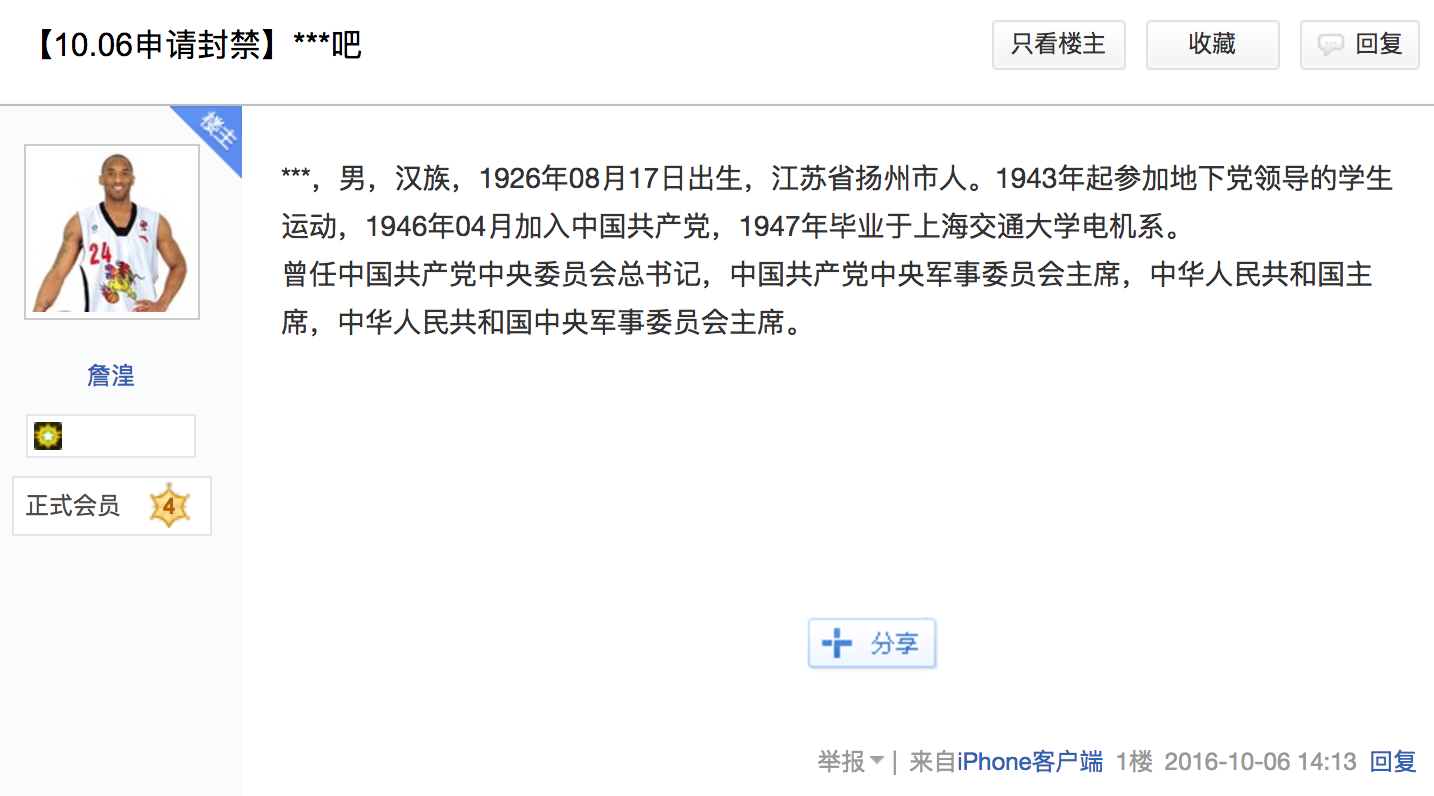 【10.06申请封禁】***吧
只看楼主
收藏
回复
楼主
24
***，男，汉族，1926年08月17日出生，江苏省扬州市人。1943年起参加地下党领导的学生
运动，1946年04月加入中国共产党，1947年毕业于上海交通大学电机系。
曾任中国共产党中央委员会总书记，中国共产党中央军事委员会主席，中华人民共和国主
席，中华人民共和国中央军事委员会主席。
詹湟
正式会员 4
分享
举报 | 来自iPhone客户端 1楼 2016-10-06 14:13 回复